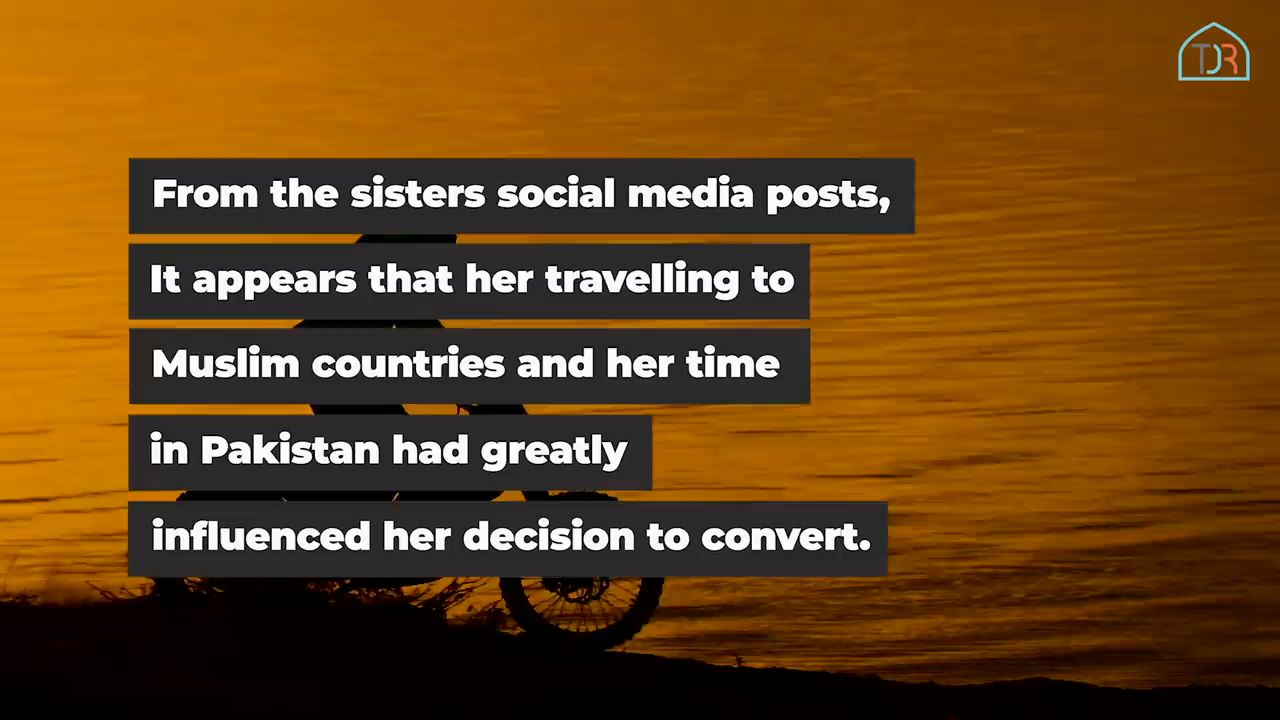 TDR
From the sisters social media posts,
It appears that her travelling to
Muslim countries and her time
in Pakistan had greatly
influenced her decision to convert.